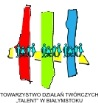 TOWARZYSTWO DZIAŁAŃ TWÓRCZYCH
„TALENT" W BIAŁYMSTOKU